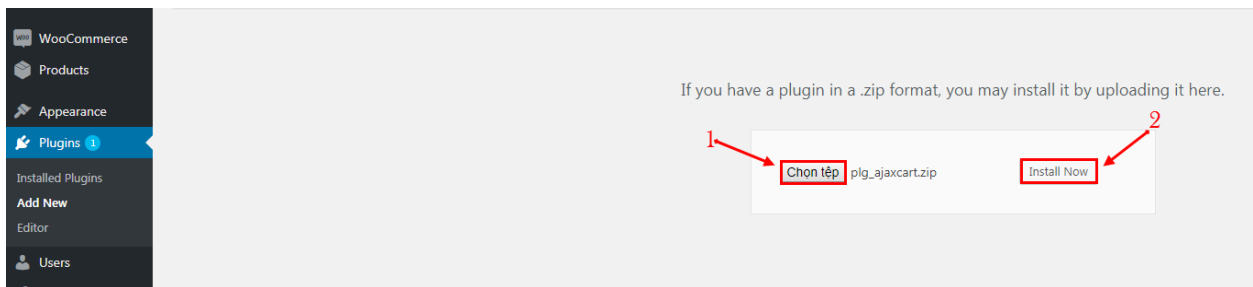 WOO WooCommerce
Products
Appearance
Plugins 1
Installed Plugins
Add New
Editor
Users
If you have a plugin in a .zip format, you may install it by uploading it here.
1
2
Chọn tệp plg_ajaxcart.zip Install Now